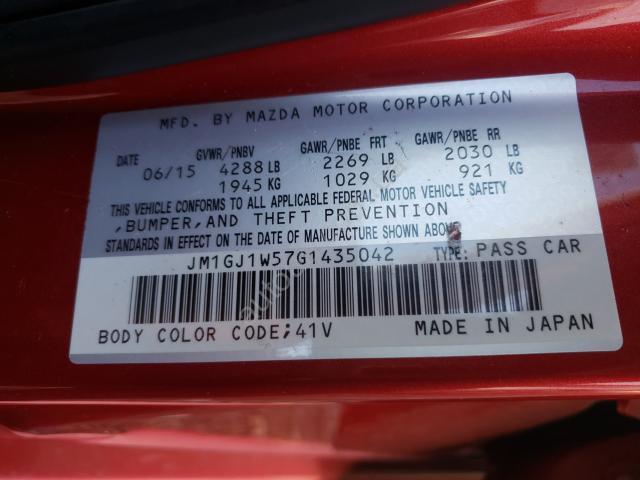 MFD. BY MAZDA MOTOR CORPORATION
DATE GVWR/PNBV GAWR/PNBE FRT GAWR/PNBE RR
06/15 4288 LB 2269 LB 2030 LB
1945 KG 1029 KG 921 KG
THIS VEHICLE CONFORMS TO ALL APPLICABLE FEDERAL MOTOR VEHICLE SAFETY
,BUMPER,AND THEFT PREVENTION
STANDARDS IN EFFECT ON THE DATE OF MANUFACTURE SHOWN ABOVE.
JM1GJ1W57G1435042 TYPE: PASS CAR
BODY COLOR CODE;41V MADE IN JAPAN